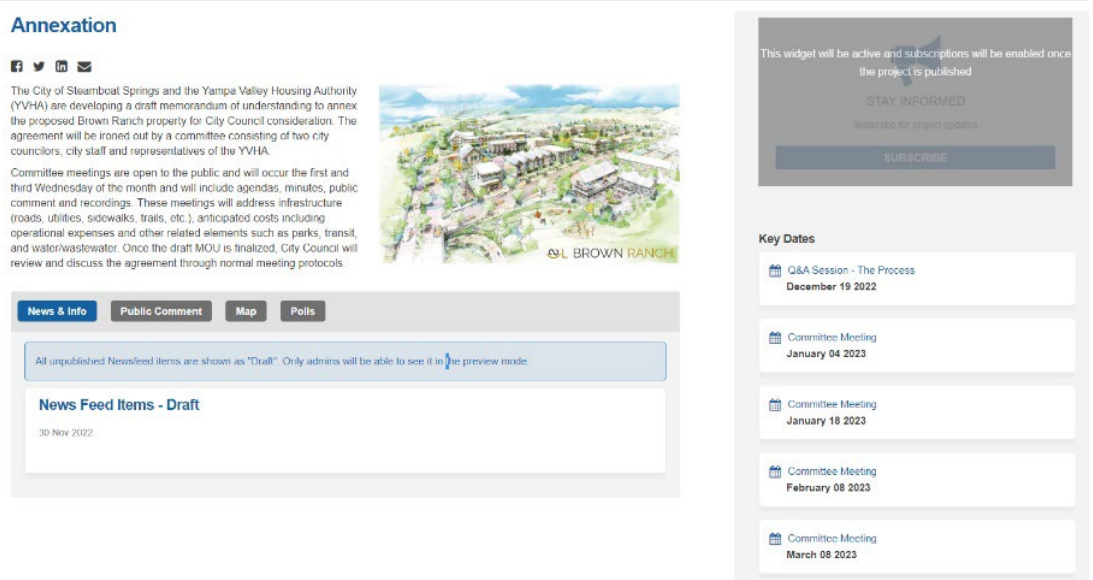 Annexation
The City of Steamboat Springs and the Yampa Valley Housing Authority
(YVHA) are developing a draft memorandum of understanding to annex
the proposed Brown Ranch property for City Council consideration. The
agreement will be ironed out by a committee consisting of two city
councilors, city staff and representatives of the YVHA.
Committee meetings are open to the public and will occur the first and
third Wednesday of the month and will include agendas, minutes, public
comment and recordings. These meetings will address infrastructure
(roads, utilities, sidewalks, trails, etc.), anticipated costs including
operational expenses and other related elements such as parks, transit,
and water/wastewater. Once the draft MOU is finalized, City Council will
review and discuss the agreement through normal meeting protocols.
BROWN RANCH
News & Info
Public Comment
Map
Polls
All unpublished Newsfeed items are shown as "Draft". Only admins will be able to see it in the preview mode
News Feed Items - Draft
30 Nov 2022
This widget will be active and subscriptions will be enabled once
the project is published
STAY INFORMED
Subscribe for project updates
SUBSCRIBE
Key Dates
Q&A Session - The Process
December 19 2022
Committee Meeting
January 04 2023
Committee Meeting
January 18 2023
Committee Meeting
February 08 2023
Committee Meeting
March 08 2023